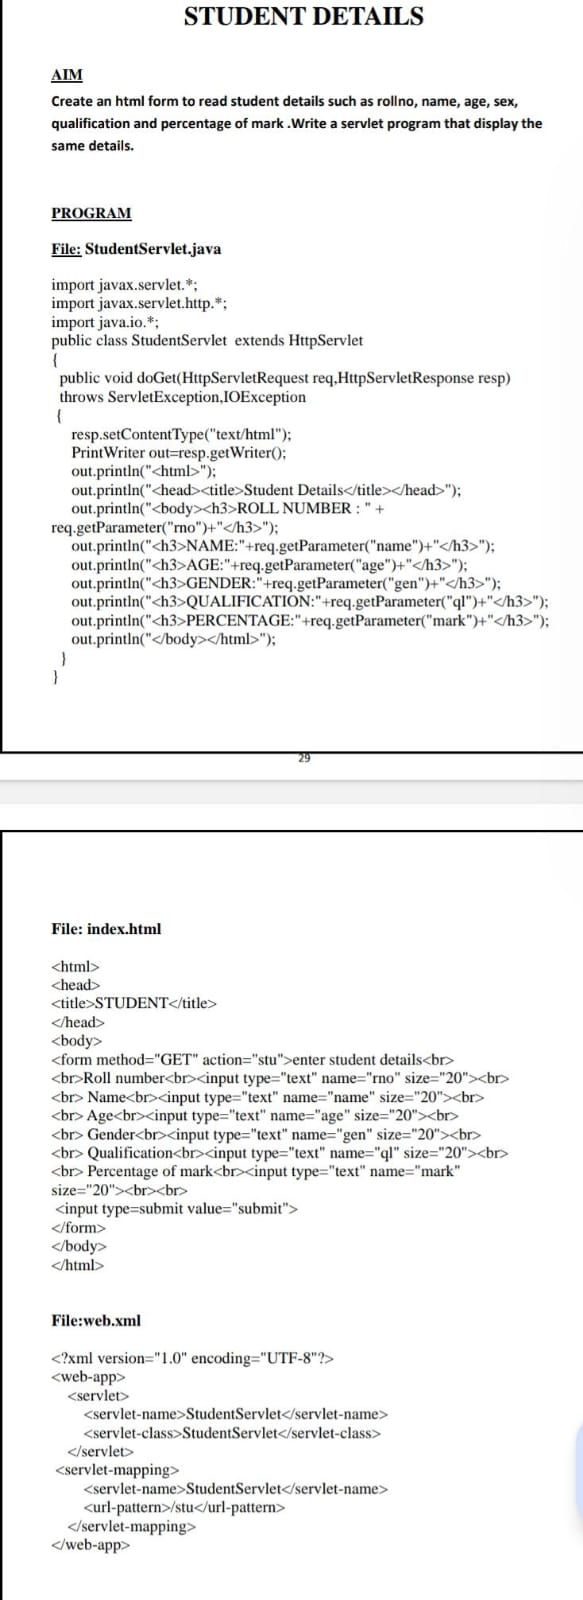 STUDENT DETAILS
AIM
Create an html form to read student details such as rollno, name, age, sex,
qualification and percentage of mark .Write a servlet program that display the
same details.
PROGRAM
File: StudentServlet.java
import javax.servlet.*;
import javax.servlet.http.*;
import java.io.*;
public class StudentServlet extends HttpServlet
{
public void doGet(HttpServletRequest req,HttpServletResponse resp)
throws ServletException,IOException
{
resp.setContentType("text/html");
PrintWriter out=resp.getWriter();
out.println("<html>");
out.println("<head><title>Student Details</title></head>");
out.println("<body><h3>ROLL NUMBER : " +
req.getParameter("rno")+"</h3>");
out.println("<h3>NAME:"+req.getParameter("name")+"</h3>");
out.println("<h3>AGE:"+req.getParameter("age")+"</h3>");
out.println("<h3>GENDER:"+req.getParameter("gen")+"</h3>");
out.println("<h3>QUALIFICATION:"+req.getParameter("ql")+"</h3>");
out.println("<h3>PERCENTAGE:"+req.getParameter("mark")+"</h3>");
out.println("</body></html>");
}
}
29
File: index.html
<html>
<head>
<title>STUDENT</title>
</head>
<body>
<form method="GET" action="stu">enter student details<br>
<br>Roll number<br><input type="text" name="rno" size="20"><br>
<br> Name<br><input type="text" name="name" size="20"><br>
<br> Age<br><input type="text" name="age" size="20"><br>
<br> Gender<br><input type="text" name="gen" size="20"><br>
<br> Qualification<br><input type="text" name="ql" size="20"><br>
<br> Percentage of mark<br><input type="text" name="mark"
size="20"><br><br>
<input type=submit value="submit">
</form>
</body>
</html>
File:web.xml
<?xml version="1.0" encoding="UTF-8"?>
<web-app>
<servlet>
<servlet-name>StudentServlet</servlet-name>
<servlet-class>StudentServlet</servlet-class>
</servlet>
<servlet-mapping>
<servlet-name>StudentServlet</servlet-name>
<url-pattern>/stu</url-pattern>
</servlet-mapping>
</web-app>